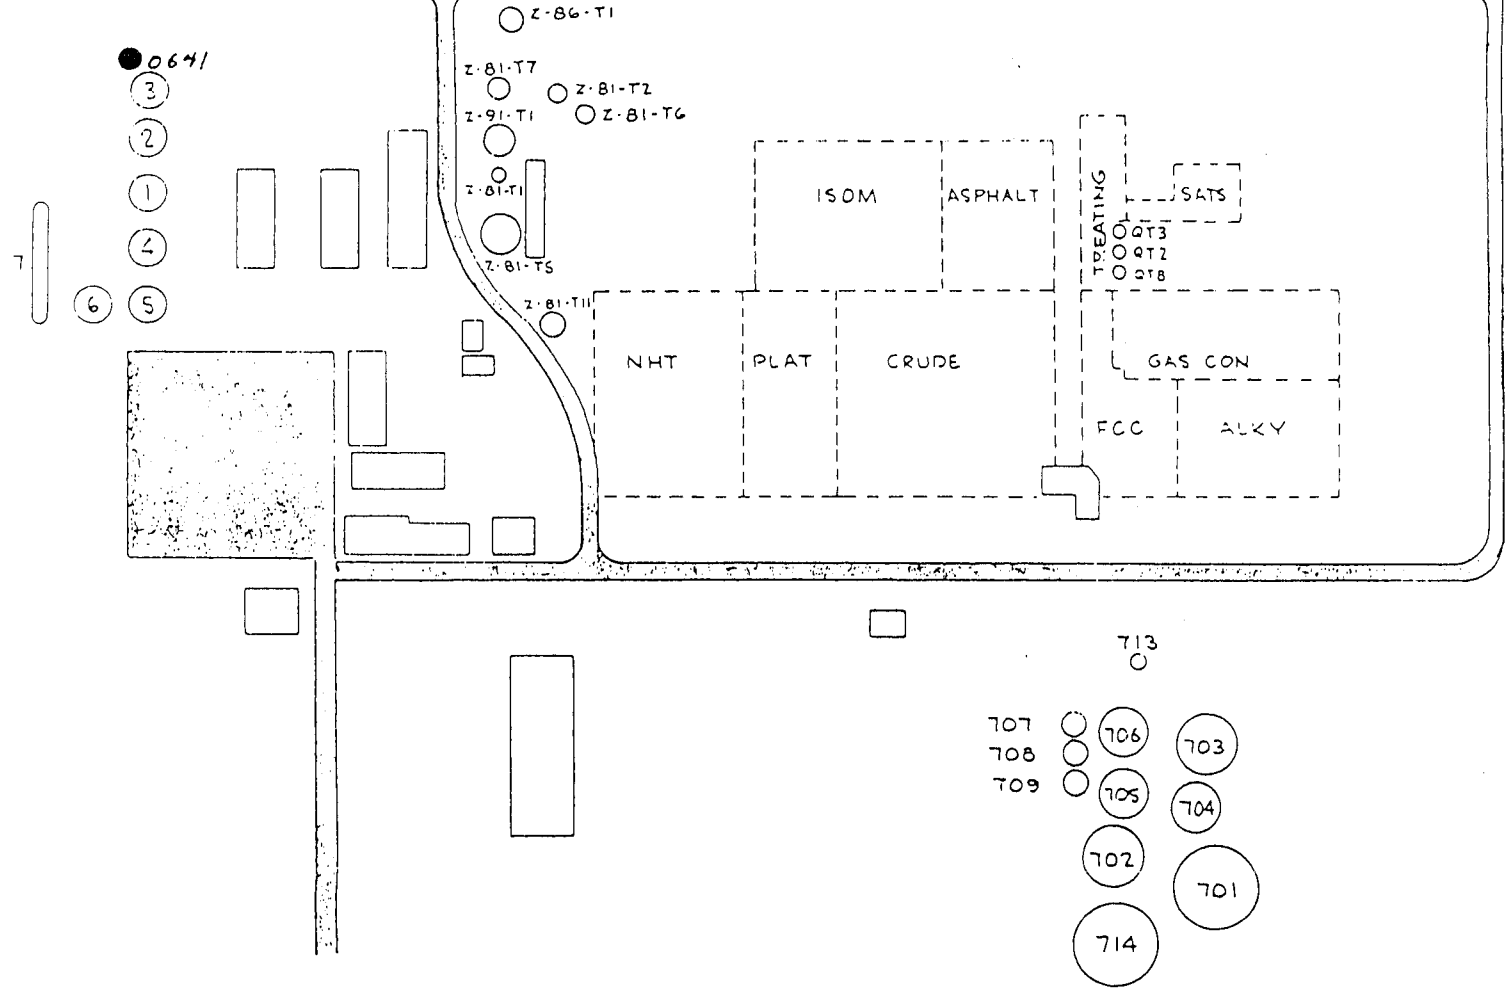 Z-86-T1
0641
Z-81-T7
3
Z-81-T2
Z-91-T1
Z-81-T6
2
1
Z-81-T1
ISOM
ASPHALT
TREATING
SATS
QT3
QT2
QT8
4
7
Z-81-T5
6
5
Z-81-T11
NHT
PLAT
CRUDE
GAS CON
FCC
ALKY
713
707
706
703
708
709
705
704
702
701
714